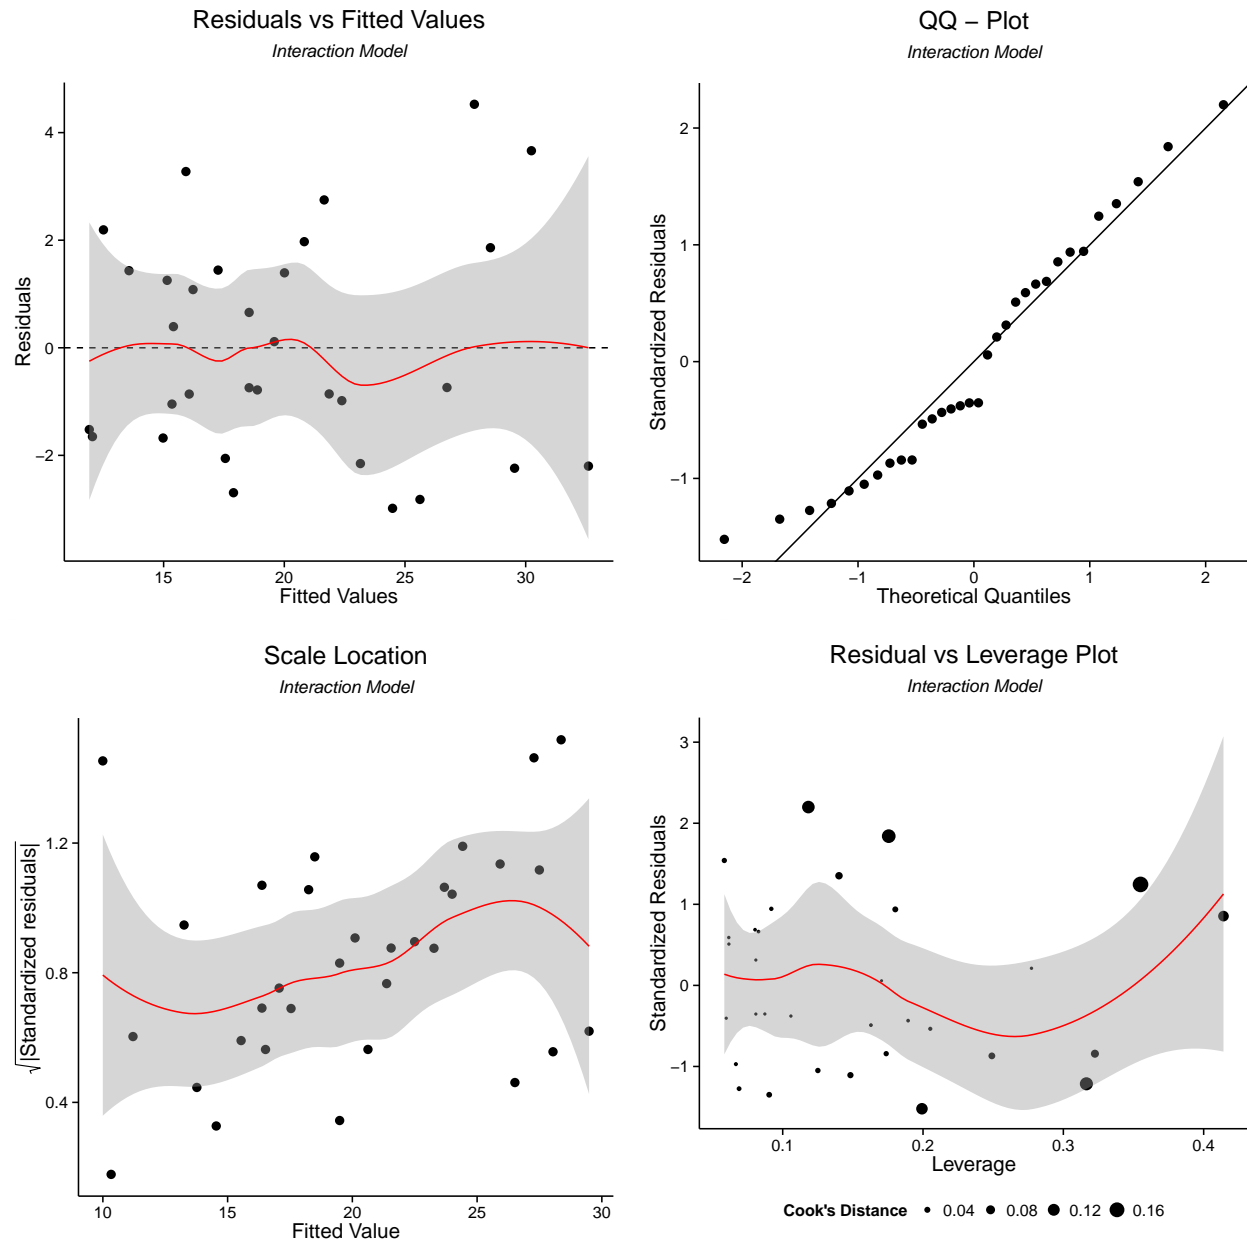 Residuals vs Fitted Values
Interaction Model
4
2
0
−2
Residuals
15
20
25
30
Fitted Values
QQ − Plot
Interaction Model
2
1
0
−1
Standardized Residuals
−2
−1
0
1
2
Theoretical Quantiles
Scale Location
Interaction Model
1.2
0.8
0.4
√|Standardized residuals|
10
15
20
25
30
Fitted Value
Residual vs Leverage Plot
Interaction Model
3
2
1
0
−1
Standardized Residuals
0.1
0.2
0.3
0.4
Leverage
Cook's Distance 0.04 0.08 0.12 0.16